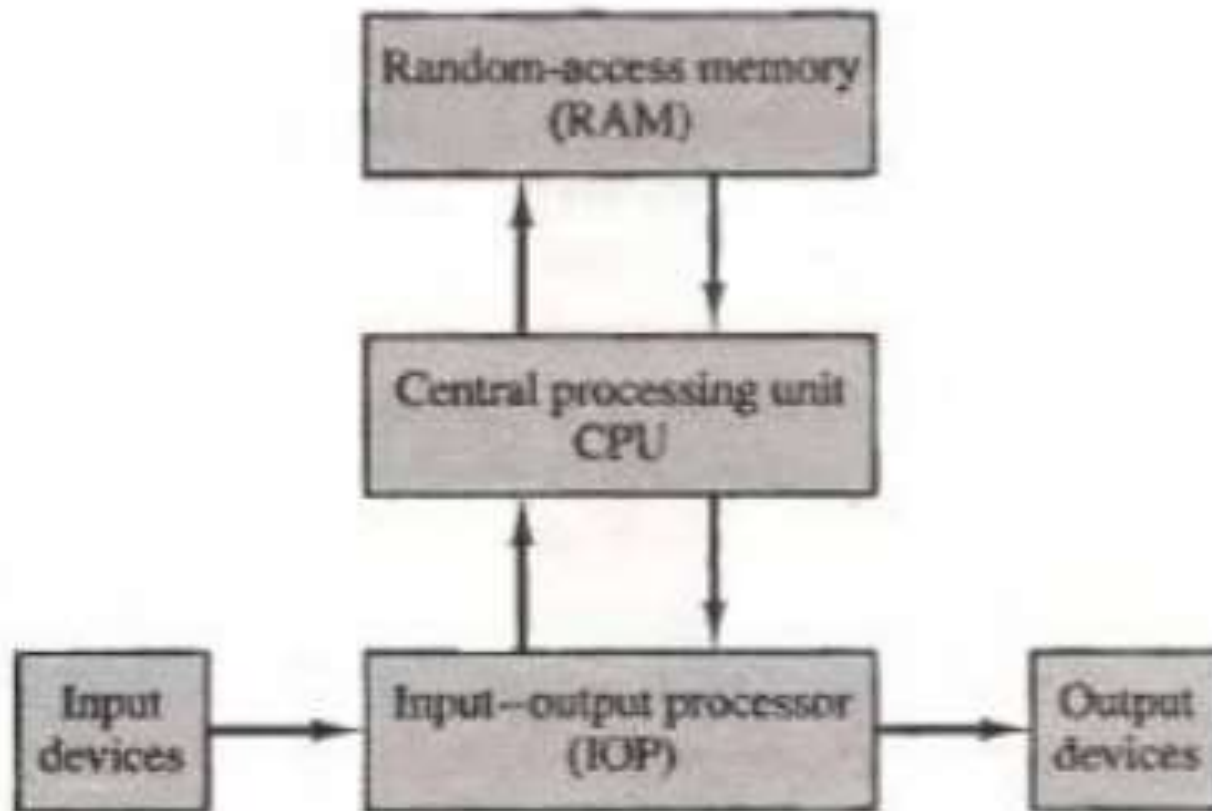 Random-access memory
(RAM)
Central processing unit
CPU
Input
devices
Input-output processor
(IOP)
Output
devices